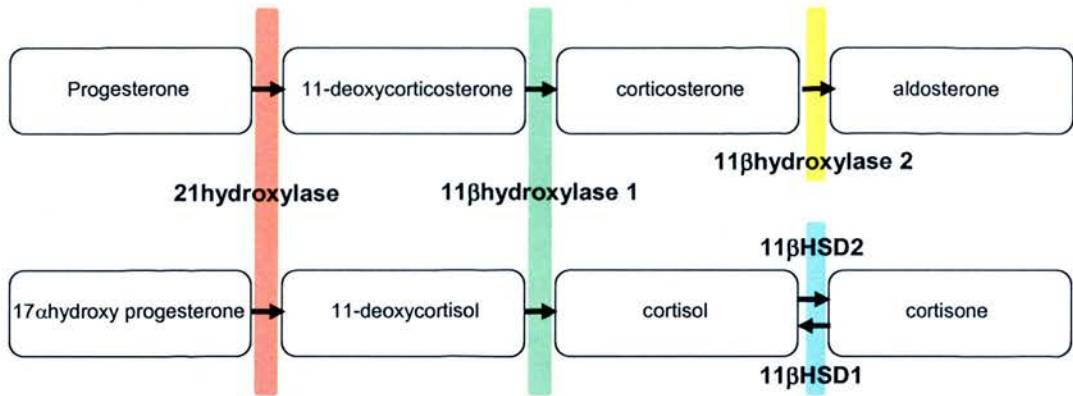 Progesterone
11-deoxycorticosterone
corticosterone
aldosterone
21hydroxylase
11βhydroxylase 1
11βhydroxylase 2
11βHSD2
17αhydroxy progesterone
11-deoxycortisol
cortisol
cortisone
11βHSD1